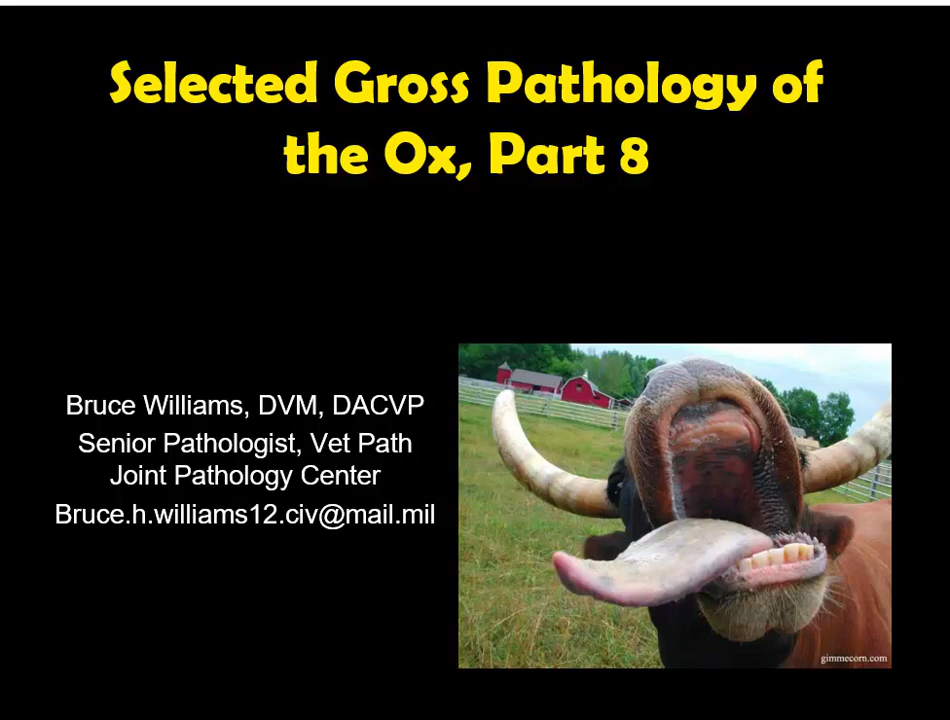 Selected Gross Pathology of
the Ox, Part 8
Bruce Williams, DVM, DACVP
Senior Pathologist, Vet Path
Joint Pathology Center
Bruce.h.williams12.civ@mail.mil
gimmecorn.com